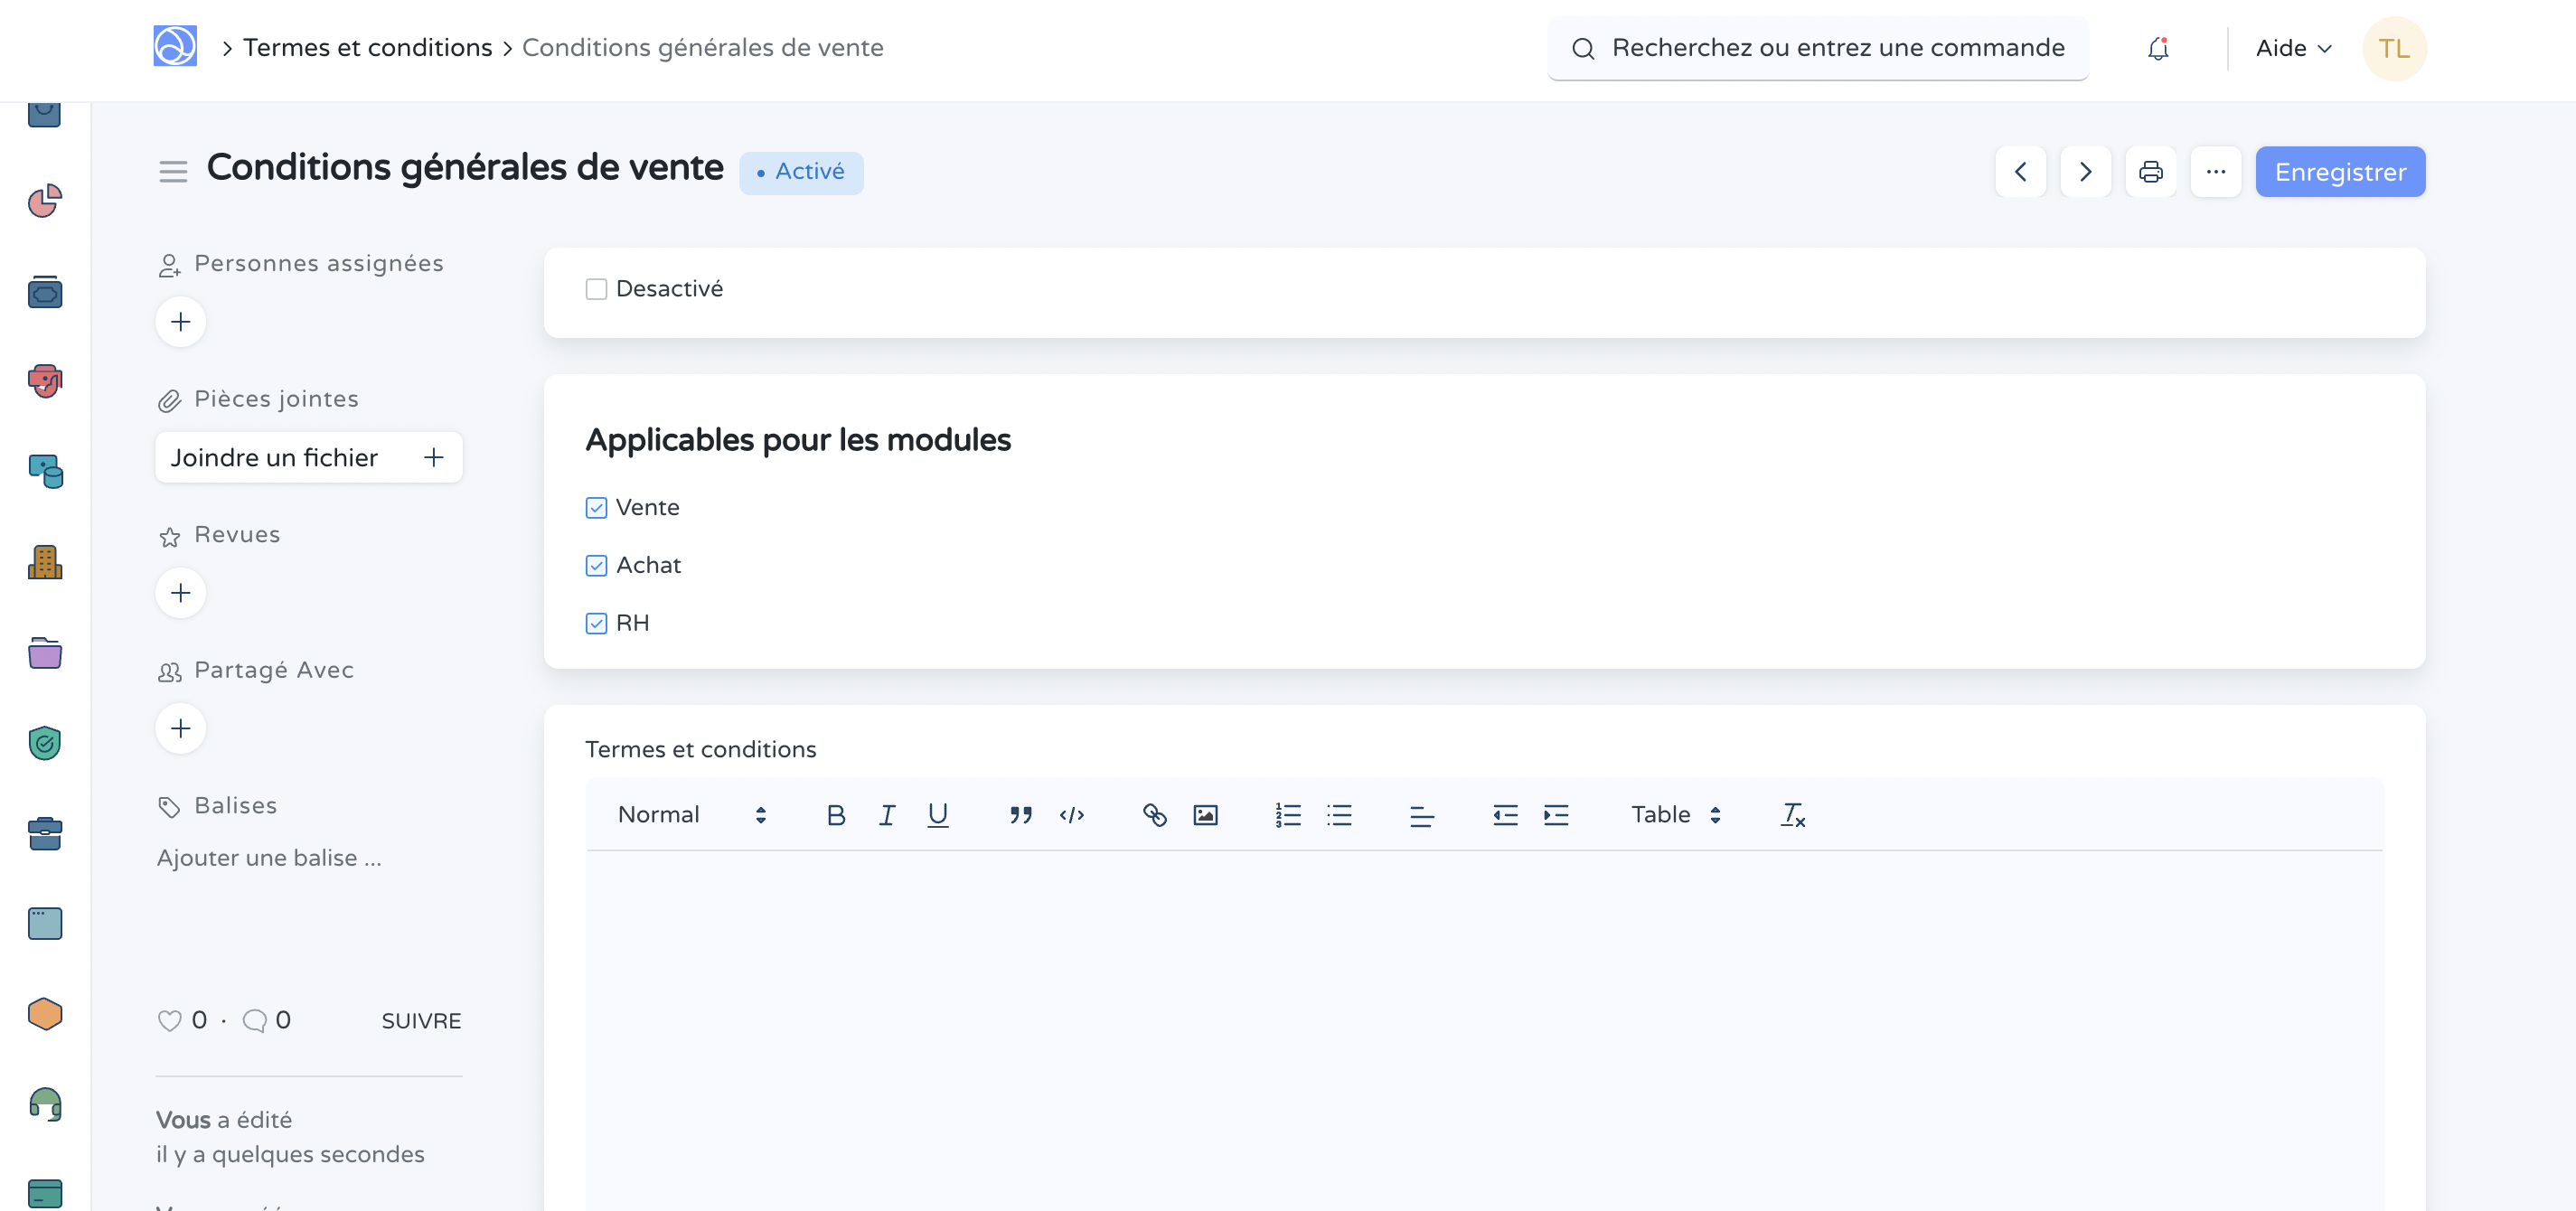 Termes et conditions
Conditions générales de vente
Recherchez ou entrez une commande
Aide
TL
Conditions générales de vente
Activé
Enregistrer
Personnes assignées
Pièces jointes
Joindre un fichier
Revues
Partagé Avec
Balises
Ajouter une balise ...
0 · 0
SUIVRE
Vous a édité
il y a quelques secondes
Desactivé
Applicables pour les modules
Vente
Achat
RH
Termes et conditions
Normal
Table